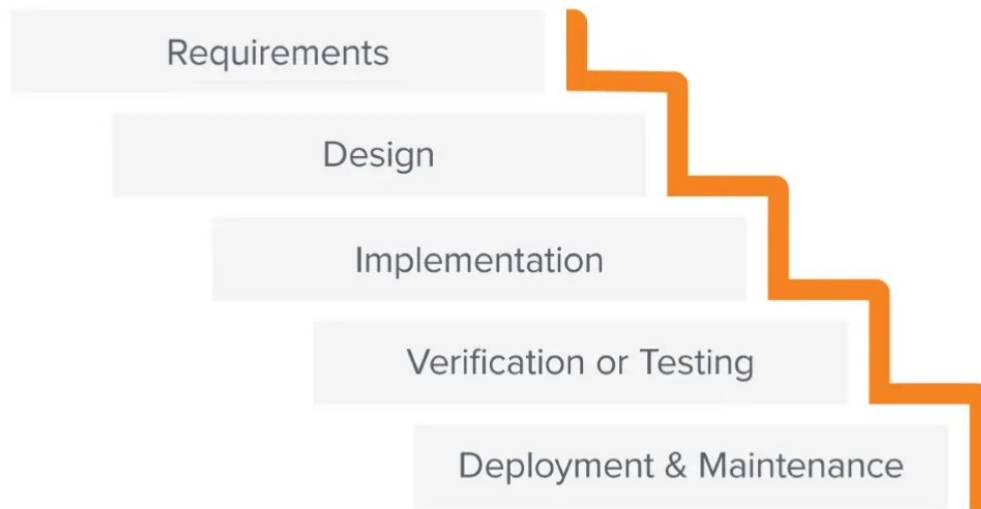 Requirements
Design
Implementation
Verification or Testing
Deployment & Maintenance